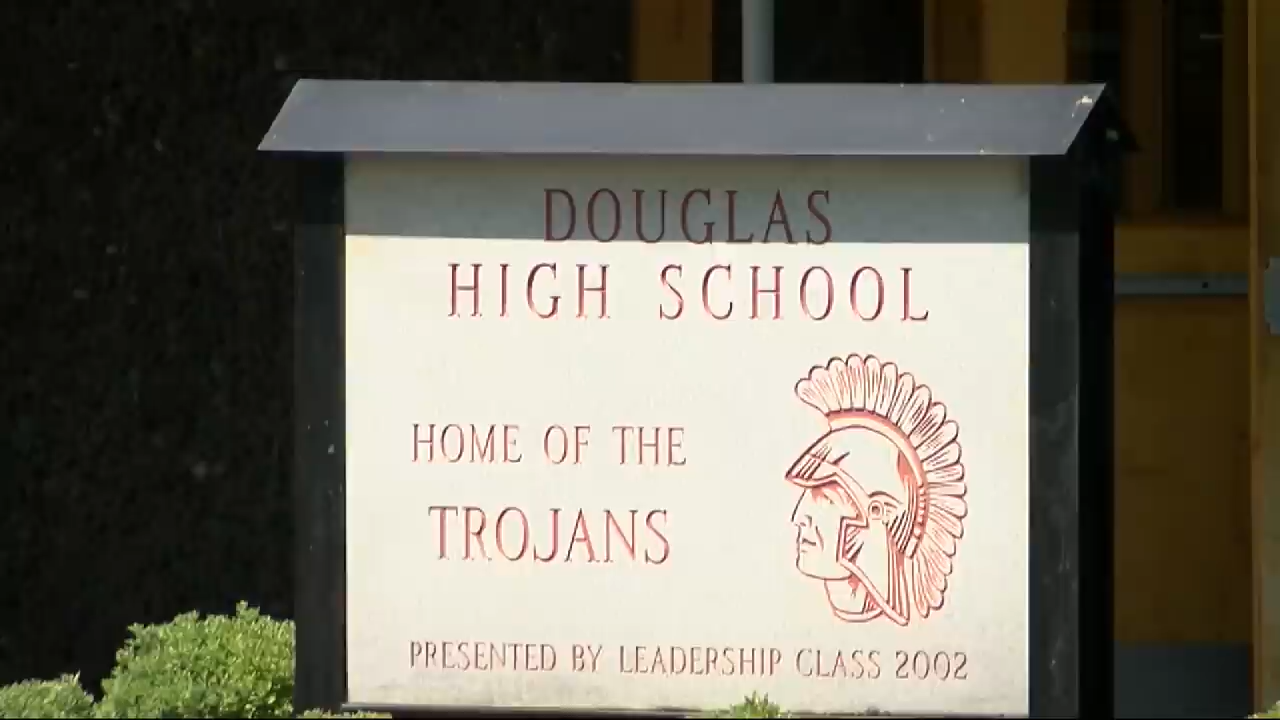 DOUGLAS
HIGH SCHOOL
HOME OF THE
TROJANS
PRESENTED BY LEADERSHIP CLASS 2002